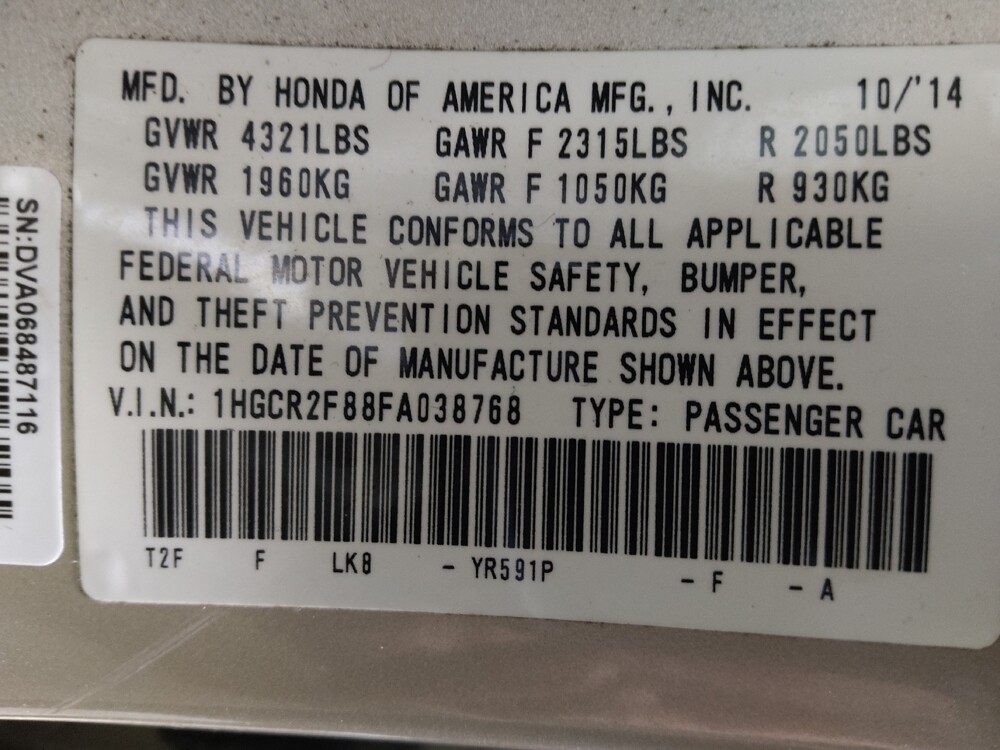 MFD. BY HONDA OF AMERICA MFG., INC. 10/'14
GVWR 4321LBS GAWR F 2315LBS R 2050LBS
GVWR 1960KG GAWR F 1050KG R 930KG
THIS VEHICLE CONFORMS TO ALL APPLICABLE
FEDERAL MOTOR VEHICLE SAFETY, BUMPER,
AND THEFT PREVENTION STANDARDS IN EFFECT
ON THE DATE OF MANUFACTURE SHOWN ABOVE.
V.I.N.: 1HGCR2F88FA038768 TYPE: PASSENGER CAR
T2F F LK8 - YR591P - F - A
SN:DVA068487116